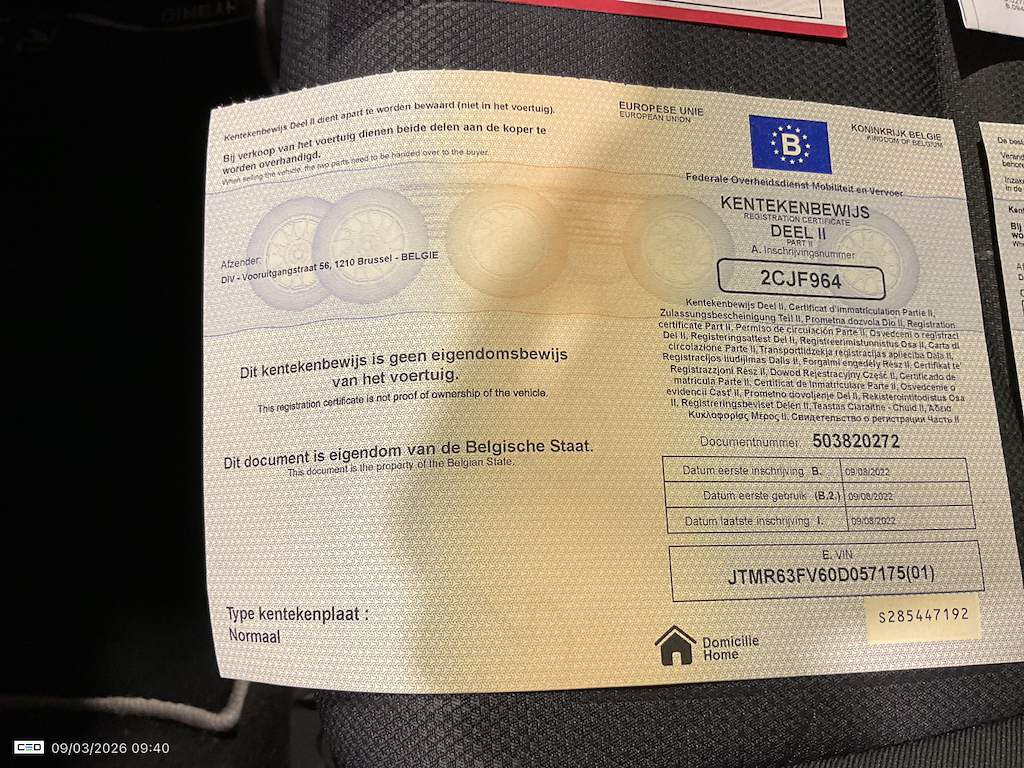 Kentekenbewijs Deel II dient apart te worden bewaard (niet in het voertuig).
Bij verkoop van het voertuig dienen beide delen aan de koper te
worden overhandigd.
When selling the vehicle, the two parts need to be handed over to the buyer.
Afzender:
DIV - Vooruitgangstraat 56, 1210 Brussel - BELGIE
Dit kentekenbewijs is geen eigendomsbewijs
van het voertuig.
This registration certificate is not proof of ownership of the vehicle.
Dit document is eigendom van de Belgische Staat.
This document is the property of the Belgian State.
Type kentekenplaat :
Normaal
EUROPESE UNIE
EUROPEAN UNION
B
KONINKRIJK BELGIE
KINGDOM OF BELGIUM
Federale Overheidsdienst Mobiliteit en Vervoer
KENTEKENBEWIJS
REGISTRATION CERTIFICATE
DEEL II
PART II
A. Inschrijvingsnummer
2CJF964
Kentekenbewijs Deel II, Certificat d'immatriculation Partie II,
Zulassungsbescheinigung Teil II, Prometna dozvola Dio II, Registration
certificate Part II, Permiso de circulación Parte II, Osvedčení o registraci
Del II, Registreringsattest Del II, Registreerimistunnistus Osa II, Carta di
circolazione Parte II, Transportlīdzekļa reģistrācijas apliecība Daļa II,
Registracijos liudijimas Dalis II, Forgalmi engedély Rész II, Ċertifikat ta'
Reġistrazzjoni Rész II, Dowód Rejestracyjny Część II, Certificado de
matrícula Parte II, Certificat de Inmatriculare Parte II, Osvedčenie o
evidencii Časť II, Prometno dovoljenje Del II, Rekisteröintitodistus Osa
II, Registreringsbeviset Delen II, Teastas Claraithe - Chuid II, Άδεια
Κυκλοφορίας Μέρος II, Свидетелство о регистрации Часть II
Documentnummer 503820272
Datum eerste inschrijving B. 09/08/2022
Datum eerste gebruik (B.2.) 09/08/2022
Datum laatste inschrijving I. 09/08/2022
E. VIN
JTMR63FV60D057175(01)
S285447192
Domicilie
Home
CEO 09/03/2026 09:40